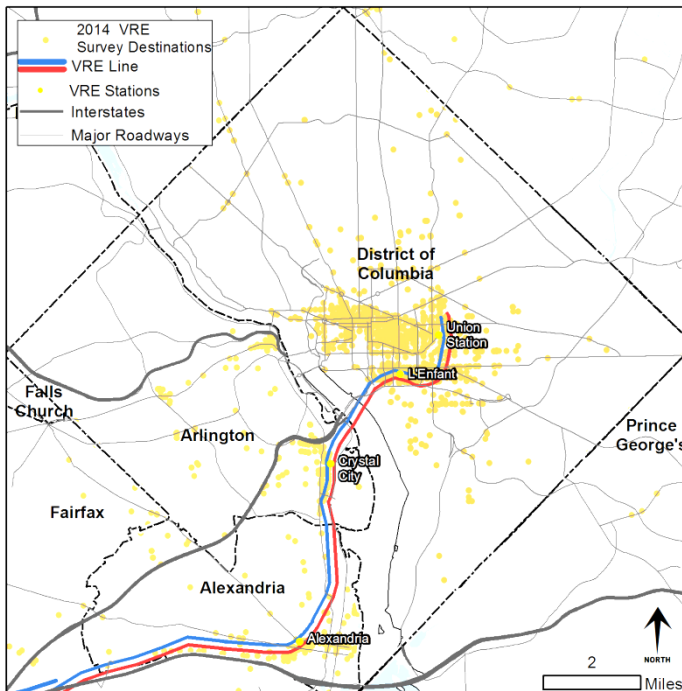 2014 VRE
Survey Destinations
VRE Line
VRE Stations
Interstates
Major Roadways
District of
Columbia
Union
Station
L'Enfant
Falls
Church
Arlington
Prince
George's
Crystal
City
Fairfax
Alexandria
Alexandria
NORTH
2
Miles